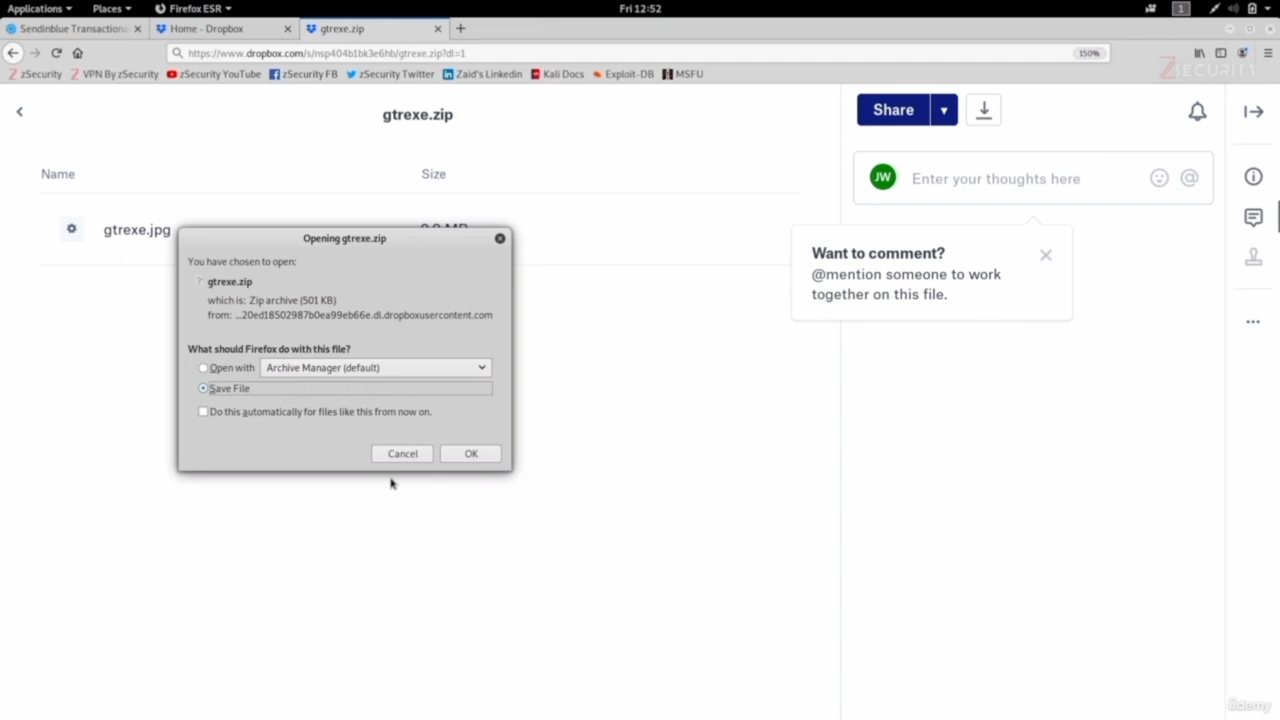 Applications Places Firefox ESR Fri 12:52 1
Sendinblue Transactiona Home - Dropbox gtrexe.zip
https://www.dropbox.com/s/nsp404b1bk3e6hb/gtrexe.zip?dl=1 150%
zSecurity VPN By zSecurity zSecurity YouTube zSecurity FB zSecurity Twitter Zaid's Linkedin Kali Docs Exploit-DB MSFU
ZSECURITY
gtrexe.zip
Share
Name Size
JW Enter your thoughts here
gtrexe.jpg
Want to comment?
@mention someone to work
together on this file.
Opening gtrexe.zip
You have chosen to open:
gtrexe.zip
which is: Zip archive (501 KB)
from: ...20ed18502987b0ea99eb66e.dl.dropboxusercontent.com
What should Firefox do with this file?
Open with Archive Manager (default)
Save File
Do this automatically for files like this from now on.
Cancel OK
ûdemy